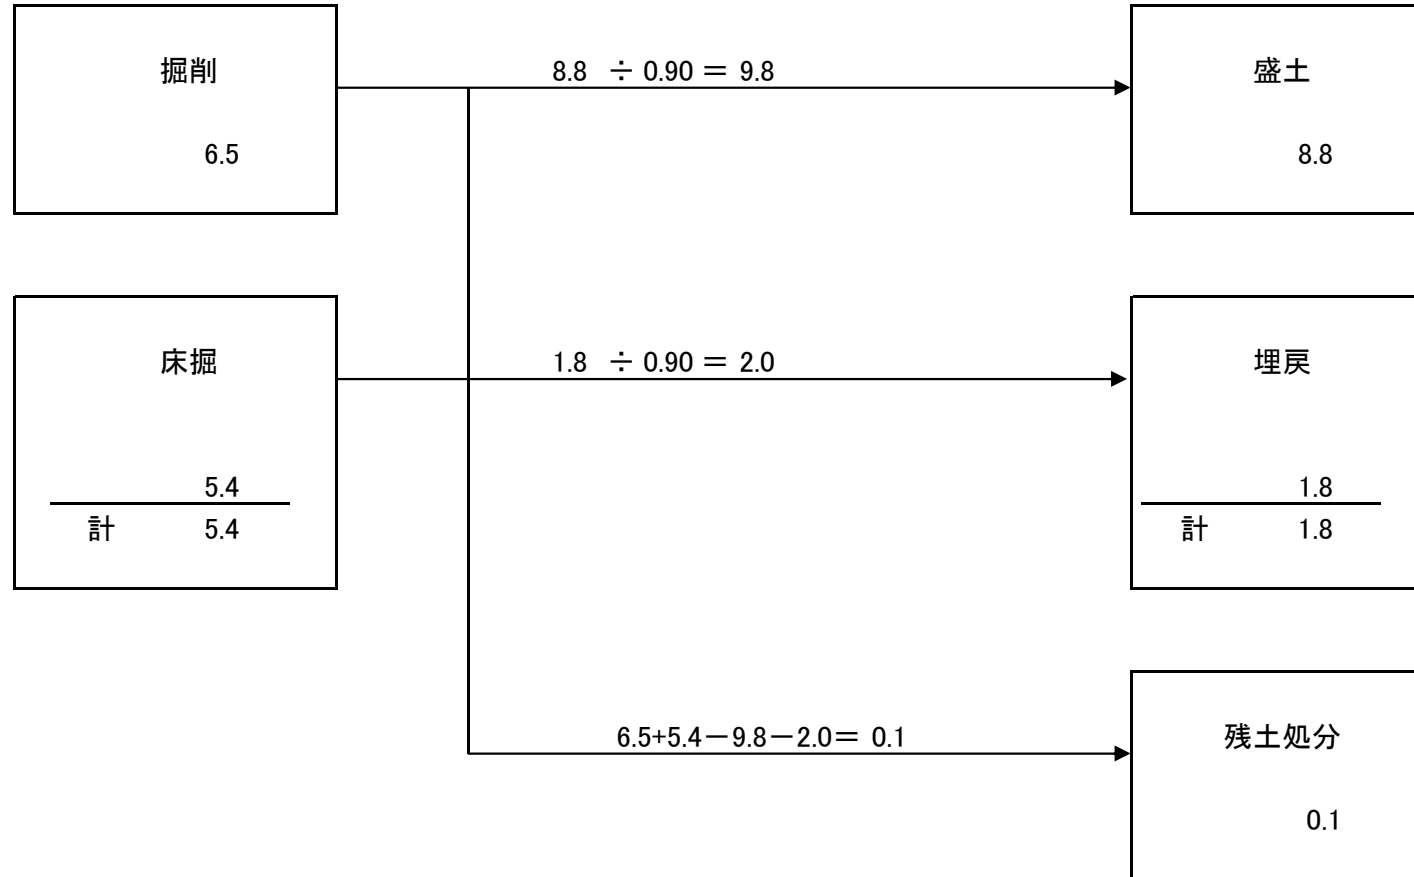 掘削
8.8 ÷ 0.90 = 9.8
盛土
6.5
8.8
床掘
1.8 ÷ 0.90 = 2.0
埋戻
5.4
計 5.4
1.8
計 1.8
6.5+5.4-9.8-2.0= 0.1
残土処分
0.1